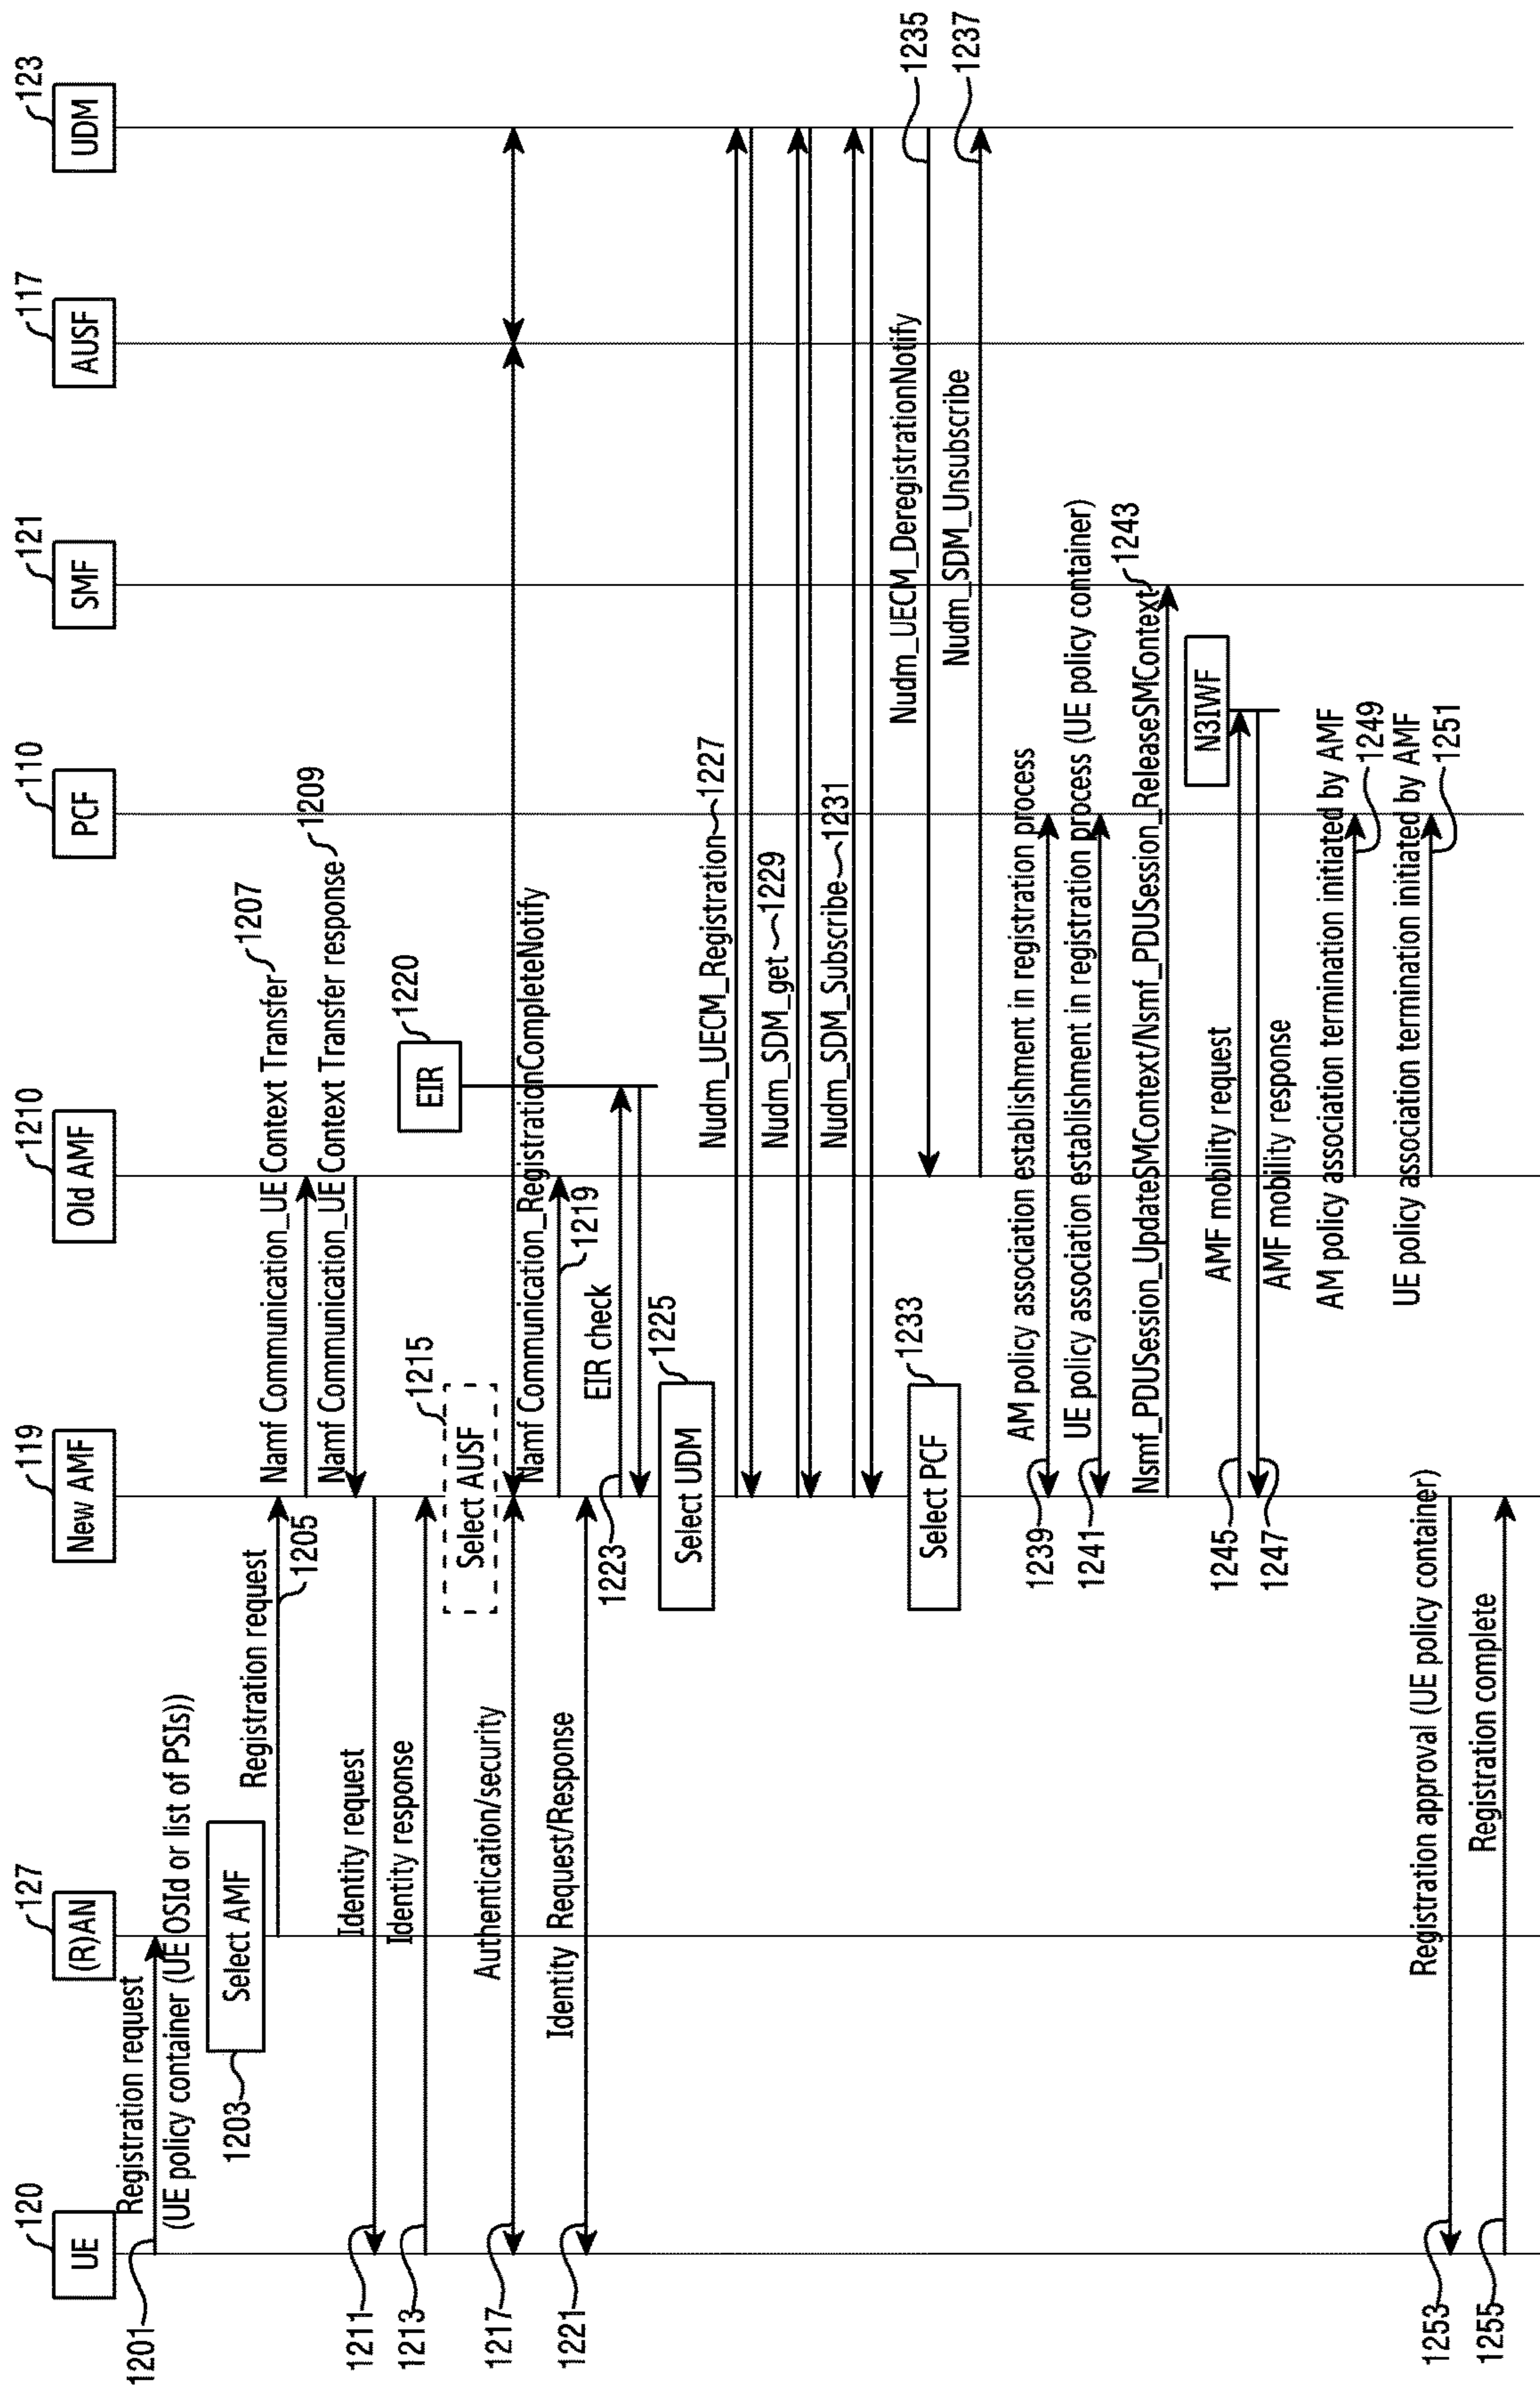 120
UE
127
(R)AN
119
New AMF
1210
Old AMF
110
PCF
121
SMF
117
AUSF
123
UDM
1201
Registration request
(UE policy container (UE OSId or list of PSIs))
1203
Select AMF
Registration request
1205
Namf Communication_UE Context Transfer
1207
Namf Communication_UE Context Transfer response
1209
1211
Identity request
1213
Identity response
1215
Select AUSF
1220
EIR
1217
Authentication/security
Namf Communication_RegistrationCompleteNotify
1219
1221
Identity Request/Response
EIR check
1223
1225
Select UDM
Nudm_UECM_Registration
1227
Nudm_SDM_get
1229
Nudm_SDM_Subscribe
1231
1233
Select PCF
Nudm_UECM_DeregistrationNotify
1235
Nudm_SDM_Unsubscribe
1237
AM policy association establishment in registration process
1239
UE policy association establishment in registration process (UE policy container)
1241
Nsmf_PDUSession_UpdateSMContext/Nsmf_PDUSession_ReleaseSMContext
1243
N3IWF
AMF mobility request
1245
AMF mobility response
1247
AM policy association termination initiated by AMF
1249
UE policy association termination initiated by AMF
1251
Registration approval (UE policy container)
1253
Registration complete
1255